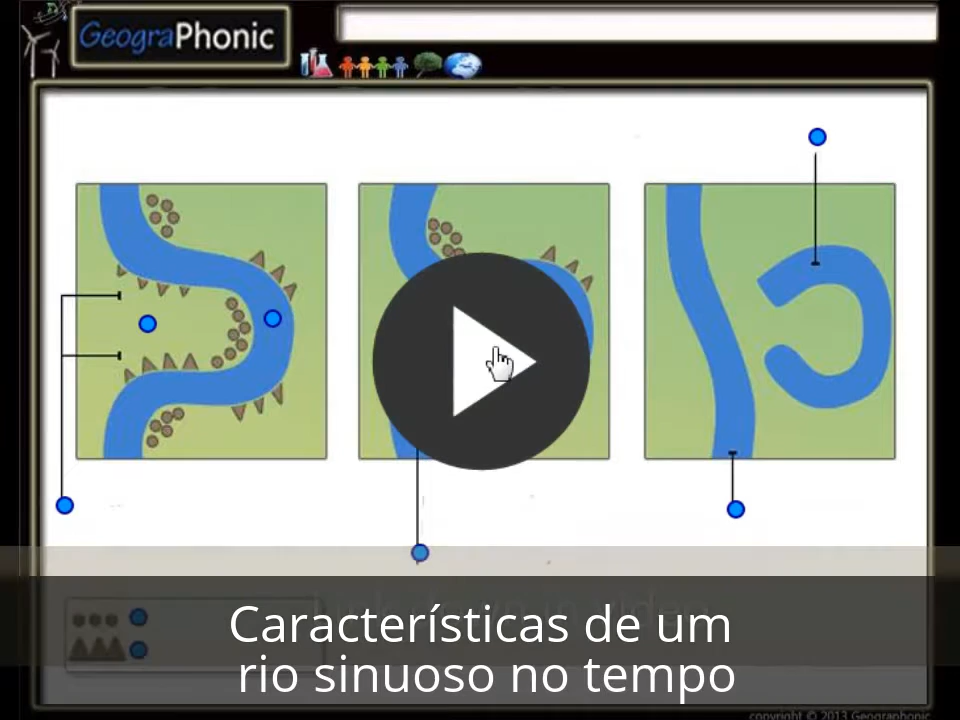 GeograPhonic
Características de um
rio sinuoso no tempo
copyright © 2013 Geographonic